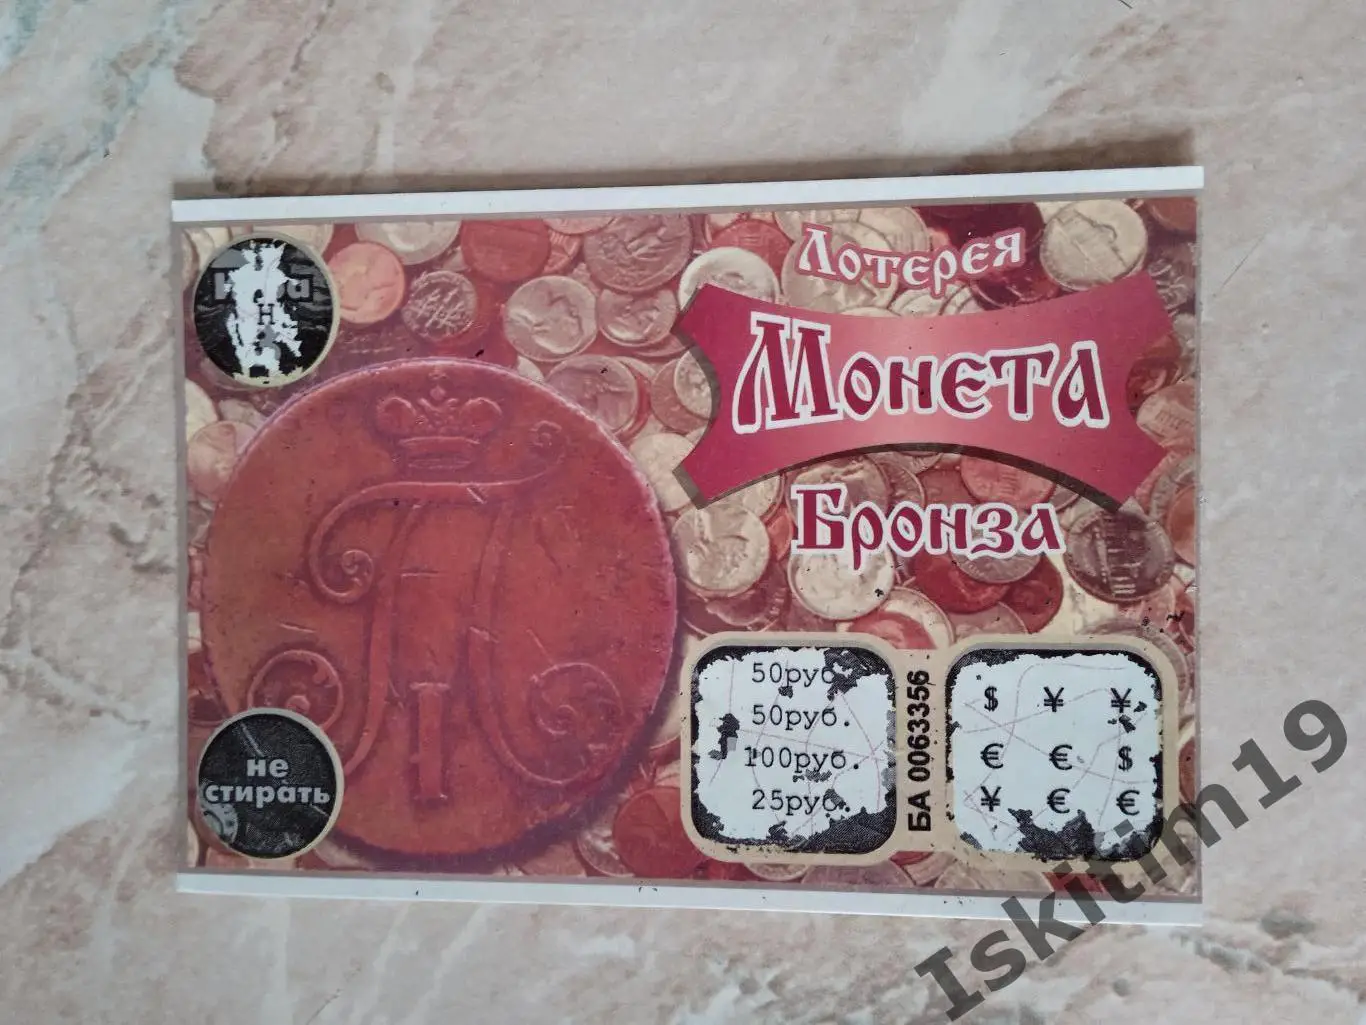 Лотерея
Монета
Бронза
Н
50руб.
50руб.
100руб.
25руб.
БА 0063356
$ ¥ ¥
€ € $
¥ € €
не
стирать
I
Iskitim19